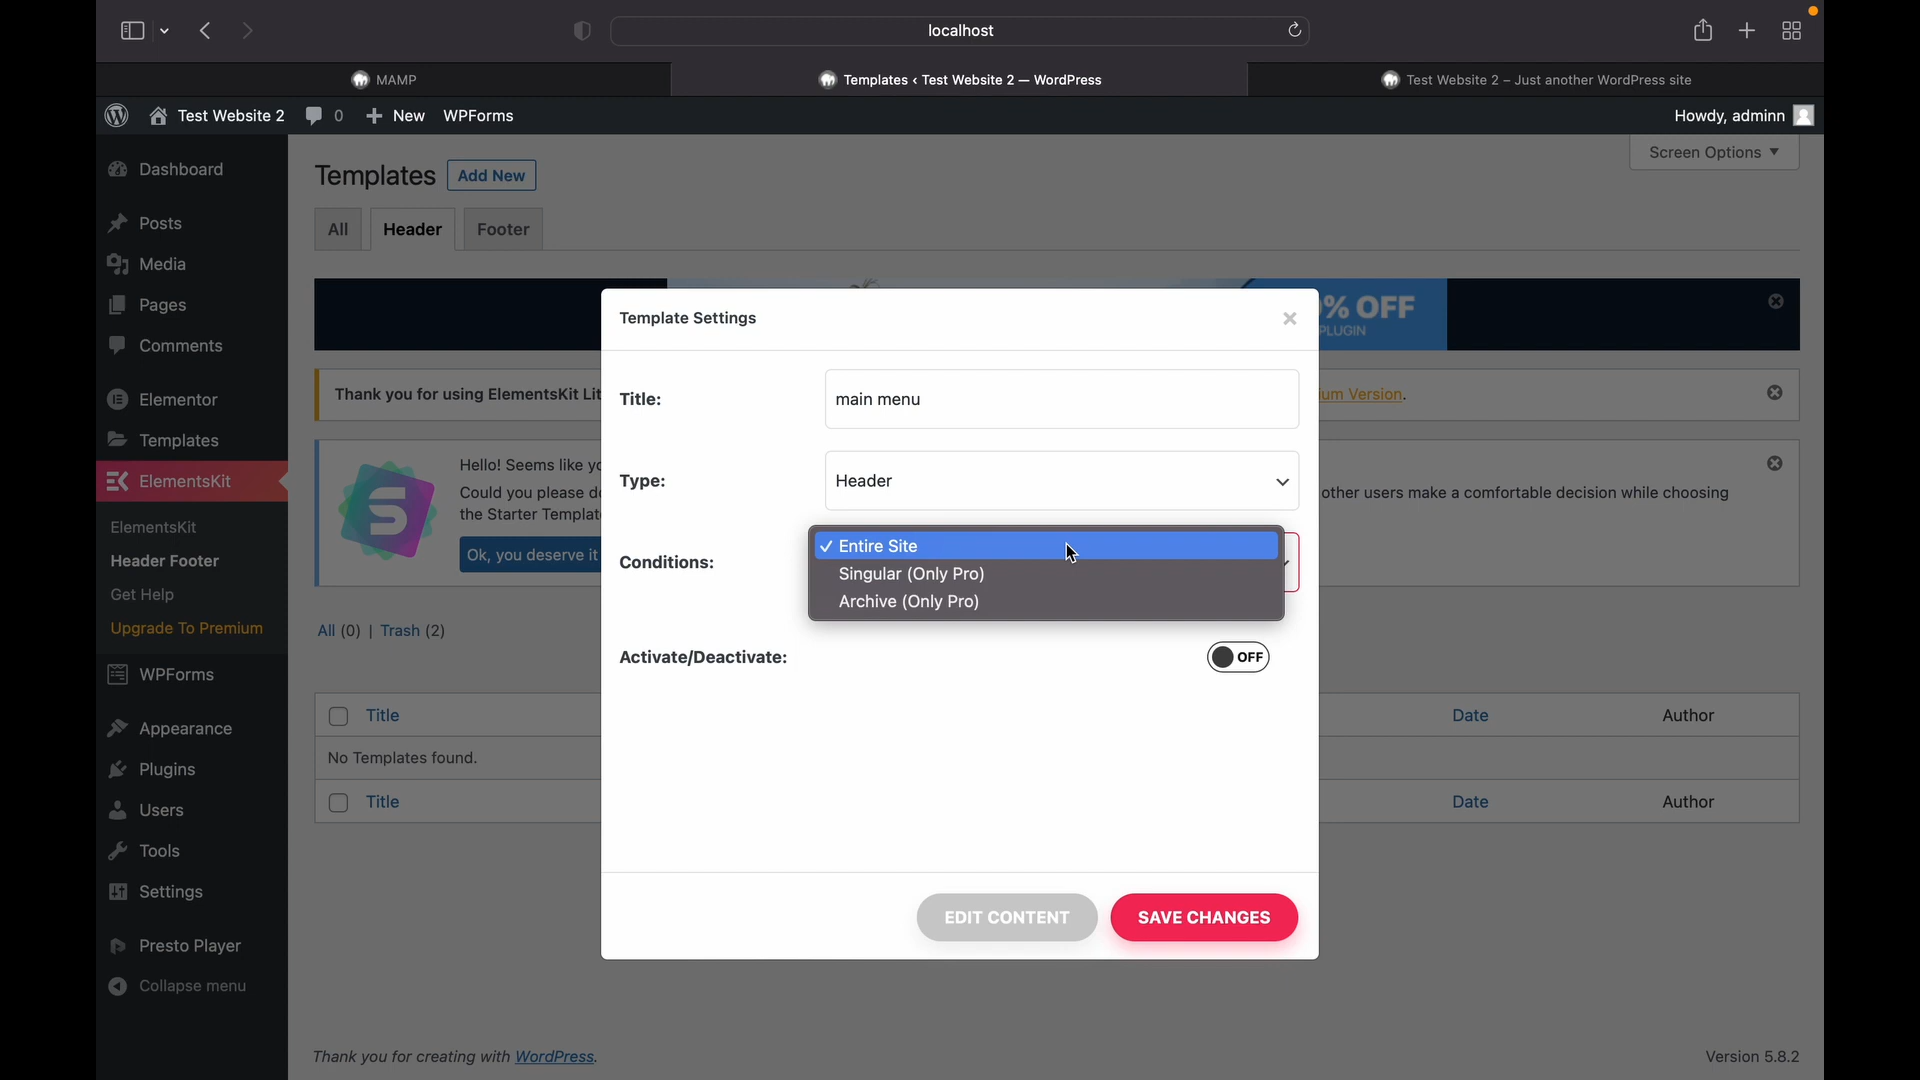 localhost
MAMP
Templates < Test Website 2 — WordPress
Test Website 2 – Just another WordPress site
Test Website 2
0
New
WPForms
Howdy, adminn
Dashboard
Posts
Media
Pages
Comments
Elementor
Templates
ElementsKit
ElementsKit
Header Footer
Get Help
Upgrade To Premium
WPForms
Appearance
Plugins
Users
Tools
Settings
Presto Player
Collapse menu
Templates
Add New
Screen Options
All
Header
Footer
% OFF
PLUGIN
Thank you for using ElementsKit Lit
um Version.
Hello! Seems like yo
Could you please d
other users make a comfortable decision while choosing
the Starter Templat
Ok, you deserve it
All (0) | Trash (2)
Title
Date
Author
No Templates found.
Title
Date
Author
Template Settings
Title:
main menu
Type:
Header
Conditions:
✓ Entire Site
Singular (Only Pro)
Archive (Only Pro)
Activate/Deactivate:
OFF
EDIT CONTENT
SAVE CHANGES
Thank you for creating with WordPress.
Version 5.8.2